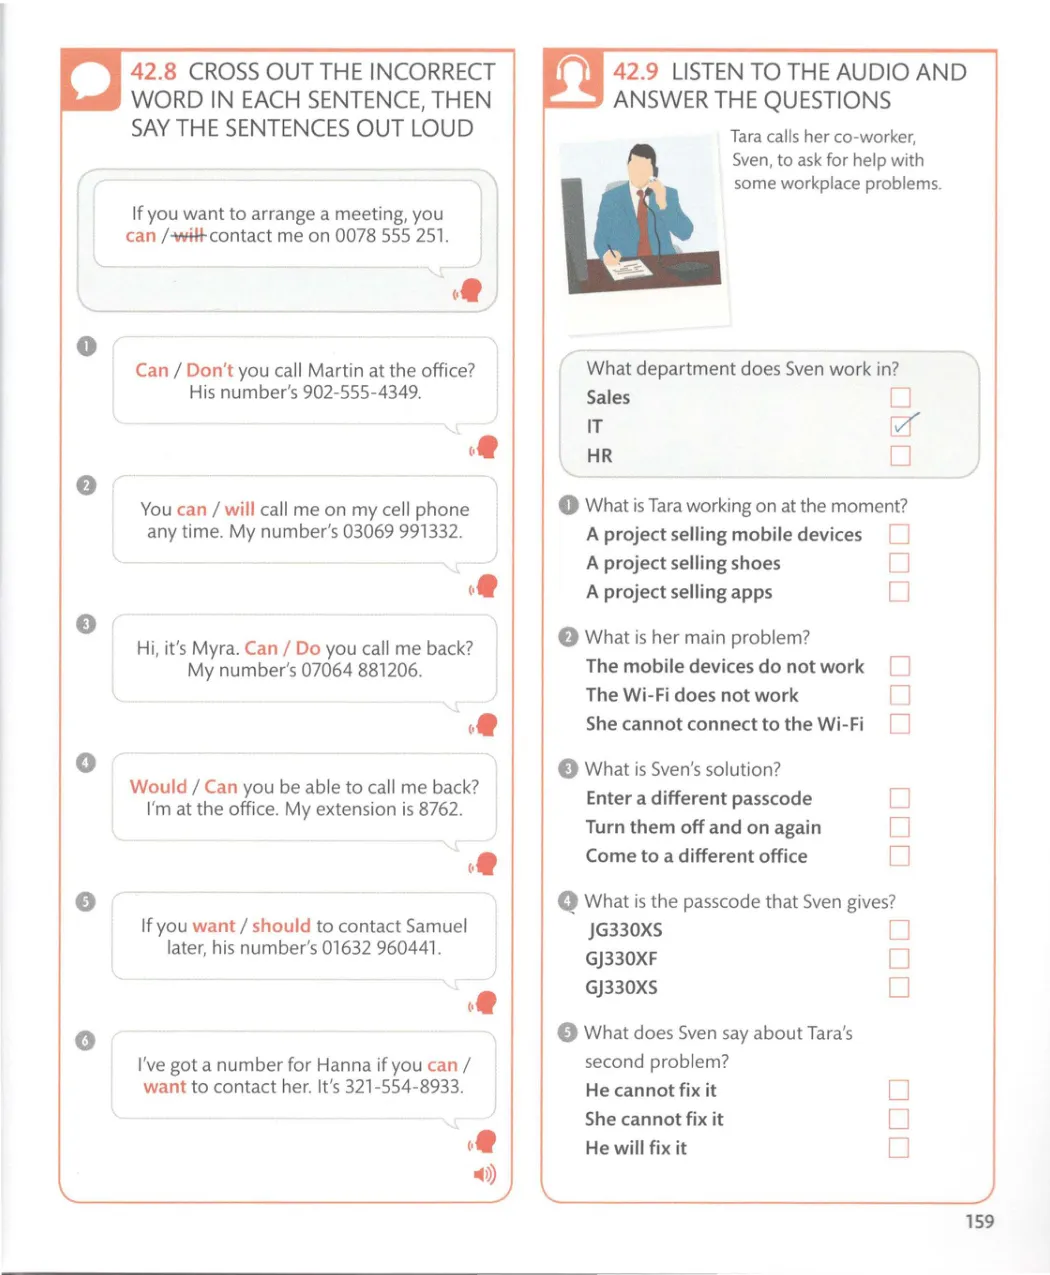 42.8 CROSS OUT THE INCORRECT
WORD IN EACH SENTENCE, THEN
SAY THE SENTENCES OUT LOUD
If you want to arrange a meeting, you
can / will contact me on 0078 555 251.
1
Can / Don't you call Martin at the office?
His number's 902-555-4349.
2
You can / will call me on my cell phone
any time. My number's 03069 991332.
3
Hi, it's Myra. Can / Do you call me back?
My number's 07064 881206.
4
Would / Can you be able to call me back?
I'm at the office. My extension is 8762.
5
If you want / should to contact Samuel
later, his number's 01632 960441.
6
I've got a number for Hanna if you can /
want to contact her. It's 321-554-8933.
42.9 LISTEN TO THE AUDIO AND
ANSWER THE QUESTIONS
Tara calls her co-worker,
Sven, to ask for help with
some workplace problems.
What department does Sven work in?
Sales
IT
HR
1 What is Tara working on at the moment?
A project selling mobile devices
A project selling shoes
A project selling apps
2 What is her main problem?
The mobile devices do not work
The Wi-Fi does not work
She cannot connect to the Wi-Fi
3 What is Sven's solution?
Enter a different passcode
Turn them off and on again
Come to a different office
4 What is the passcode that Sven gives?
JG330XS
GJ330XF
GJ330XS
5 What does Sven say about Tara's
second problem?
He cannot fix it
She cannot fix it
He will fix it
159